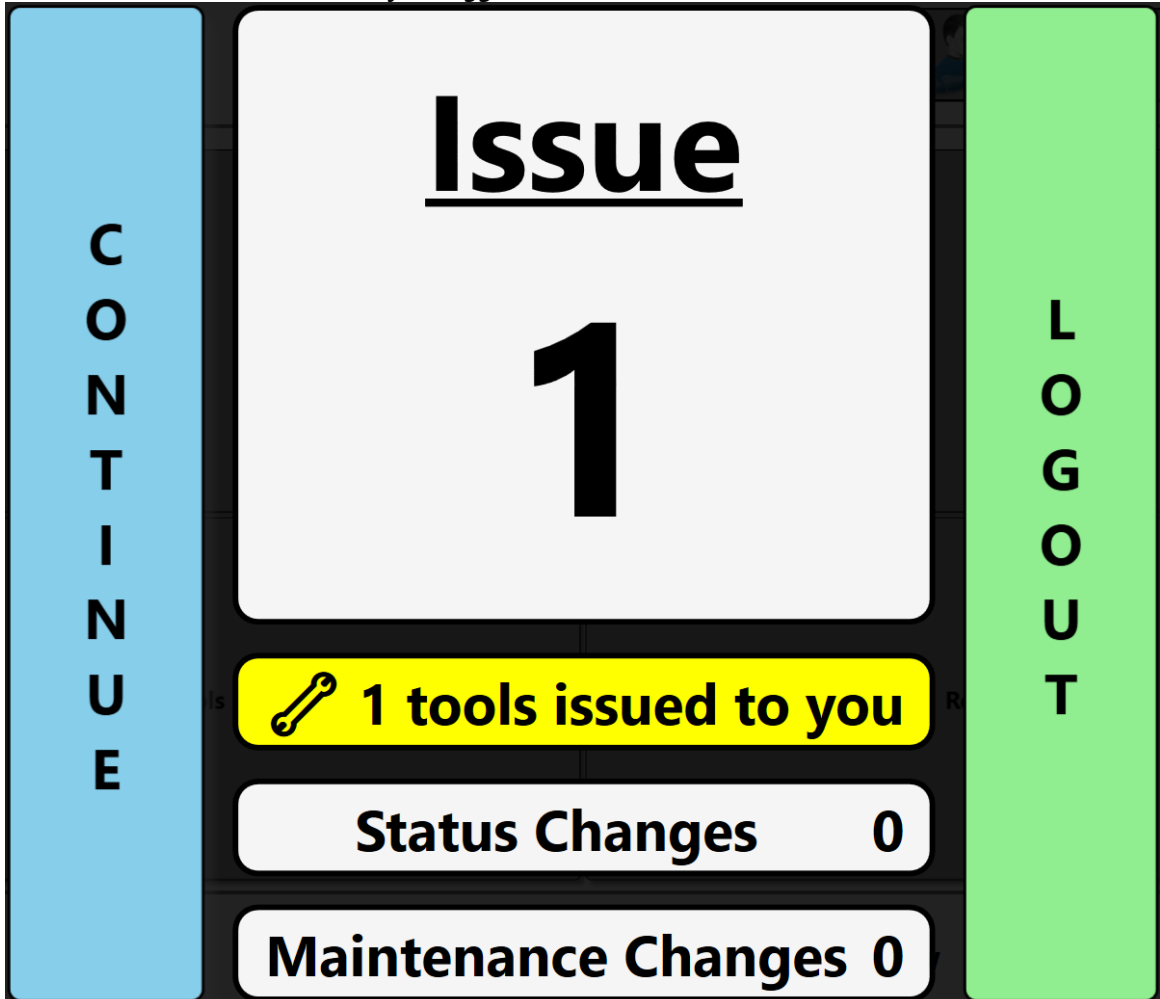 CONTINUE
Issue
1
1 tools issued to you
Status Changes 0
Maintenance Changes 0
LOGOUT